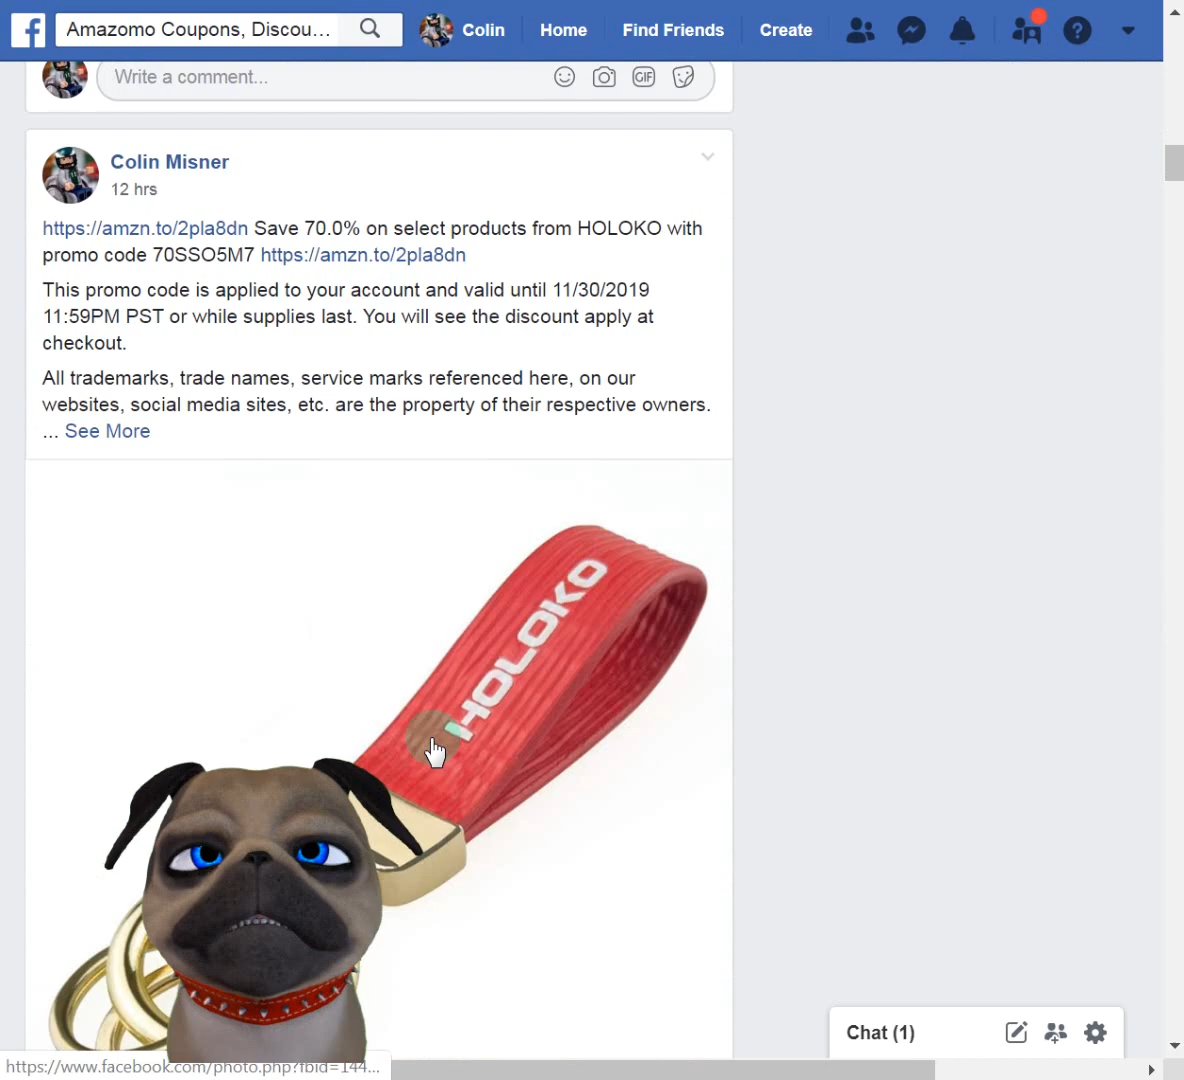 Amazomo Coupons, Discou...
Colin
Home
Find Friends
Create
Write a comment...
GIF
Colin Misner
12 hrs
https://amzn.to/2pla8dn Save 70.0% on select products from HOLOKO with
promo code 70SSO5M7 https://amzn.to/2pla8dn
This promo code is applied to your account and valid until 11/30/2019
11:59PM PST or while supplies last. You will see the discount apply at
checkout.
All trademarks, trade names, service marks referenced here, on our
websites, social media sites, etc. are the property of their respective owners.
... See More
HOLOKO
Chat (1)
https://www.facebook.com/photo.php?fbid=144...